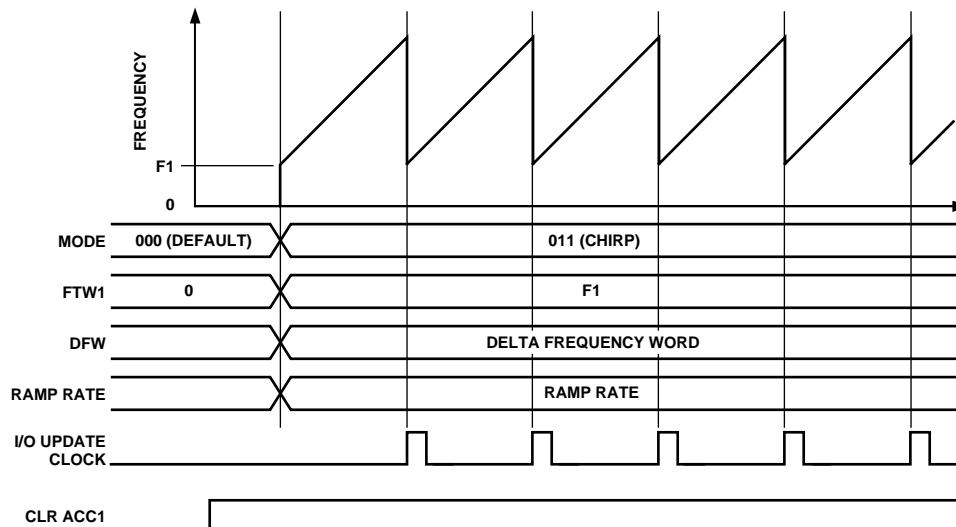 FREQUENCY
F1
0
MODE 000 (DEFAULT) 011 (CHIRP)
FTW1 0 F1
DFW DELTA FREQUENCY WORD
RAMP RATE RAMP RATE
I/O UPDATE
CLOCK
CLR ACC1